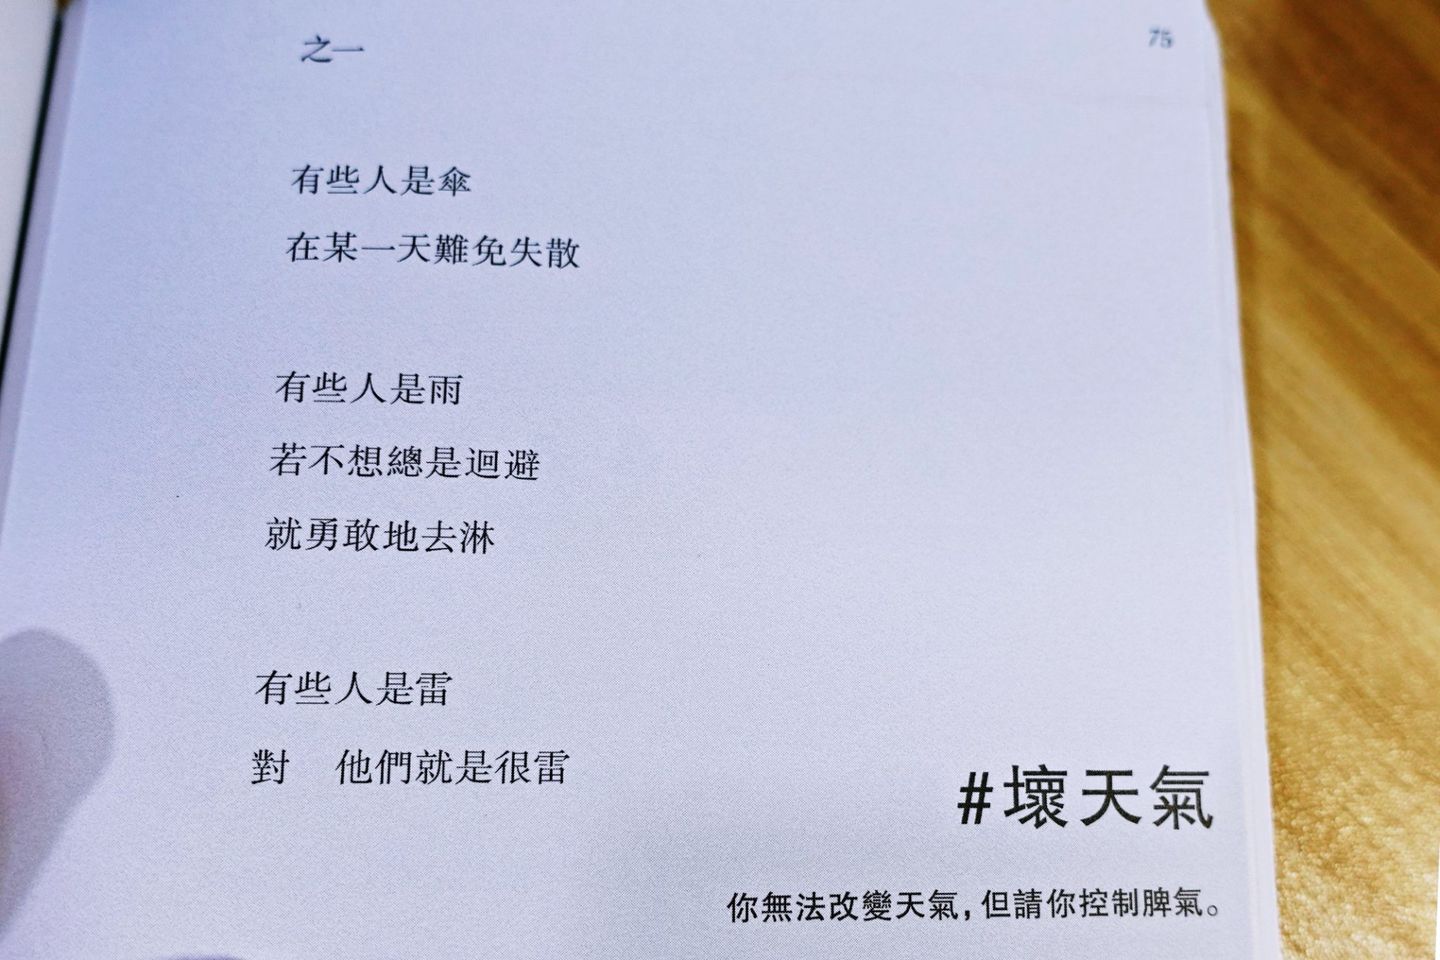 之一
75
有些人是傘
在某一天難免失散
有些人是雨
若不想總是迴避
就勇敢地去淋
有些人是雷
對　他們就是很雷
#壞天氣
你無法改變天氣，但請你控制脾氣。